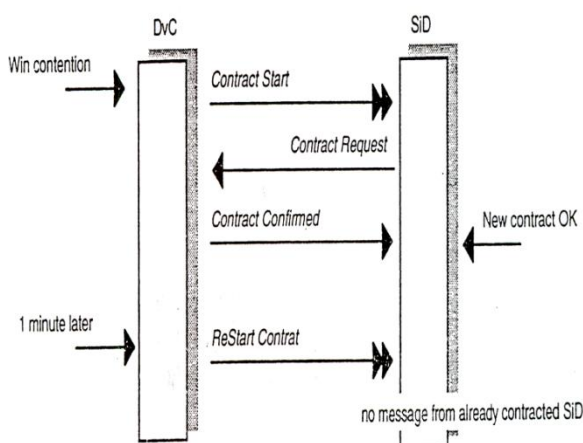 DvC
SiD
Win contention
Contract Start
Contract Request
Contract Confirmed
New contract OK
1 minute later
ReStart Contrat
no message from already contracted SiD